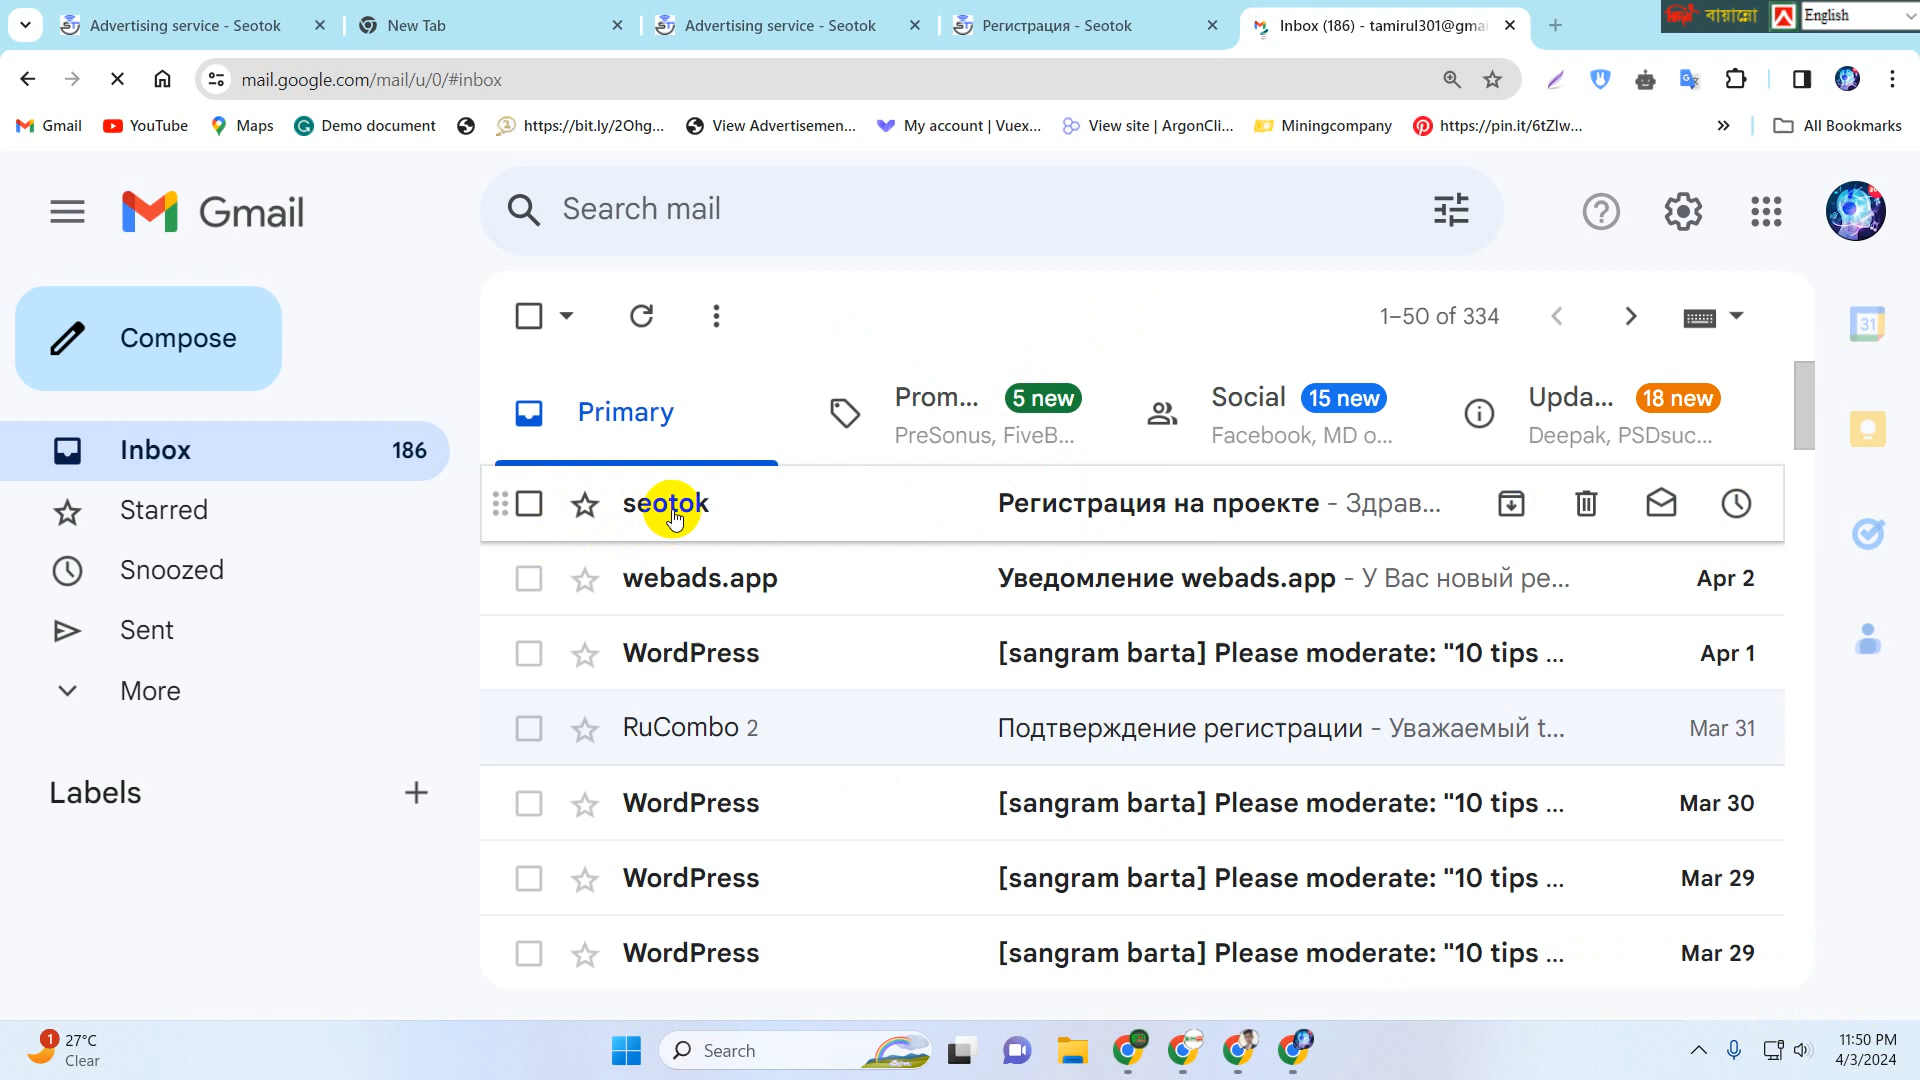 Advertising service - Seotok
New Tab
Advertising service - Seotok
Регистрация - Seotok
Inbox (186) - tamirul301@gmai
বায়ান্নো
English
mail.google.com/mail/u/0/#inbox
Gmail
YouTube
Maps
Demo document
https://bit.ly/2Ohg...
View Advertisemen...
My account | Vuex...
View site | ArgonCli...
Miningcompany
https://pin.it/6tZlw...
All Bookmarks
Gmail
Search mail
Compose
1–50 of 334
Primary
Prom... 5 new
PreSonus, FiveB...
Social 15 new
Facebook, MD o...
Upda... 18 new
Deepak, PSDsuc...
Inbox 186
Starred
Snoozed
Sent
More
Labels
seotok Регистрация на проекте - Здрав...
webads.app Уведомление webads.app - У Вас новый ре... Apr 2
WordPress [sangram barta] Please moderate: "10 tips ... Apr 1
RuCombo 2 Подтверждение регистрации - Уважаемый t... Mar 31
WordPress [sangram barta] Please moderate: "10 tips ... Mar 30
WordPress [sangram barta] Please moderate: "10 tips ... Mar 29
WordPress [sangram barta] Please moderate: "10 tips ... Mar 29
31
1
27°C
Clear
Search
11:50 PM
4/3/2024